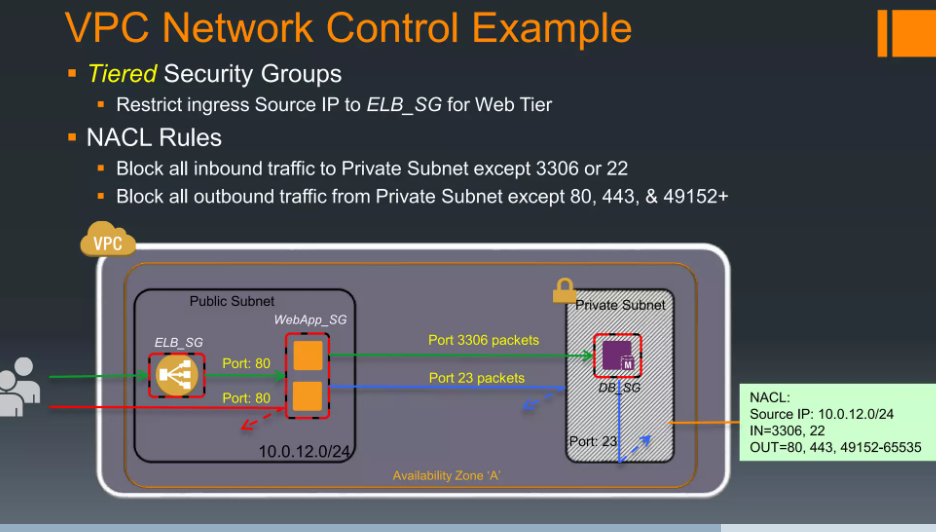 VPC Network Control Example
Tiered Security Groups
Restrict ingress Source IP to ELB_SG for Web Tier
NACL Rules
Block all inbound traffic to Private Subnet except 3306 or 22
Block all outbound traffic from Private Subnet except 80, 443, & 49152+
VPC
Public Subnet
Private Subnet
WebApp_SG
ELB_SG
Port: 80
Port: 80
Port 3306 packets
Port 23 packets
M
DB_SG
Port: 23
10.0.12.0/24
Availability Zone 'A'
NACL:
Source IP: 10.0.12.0/24
IN=3306, 22
OUT=80, 443, 49152-65535